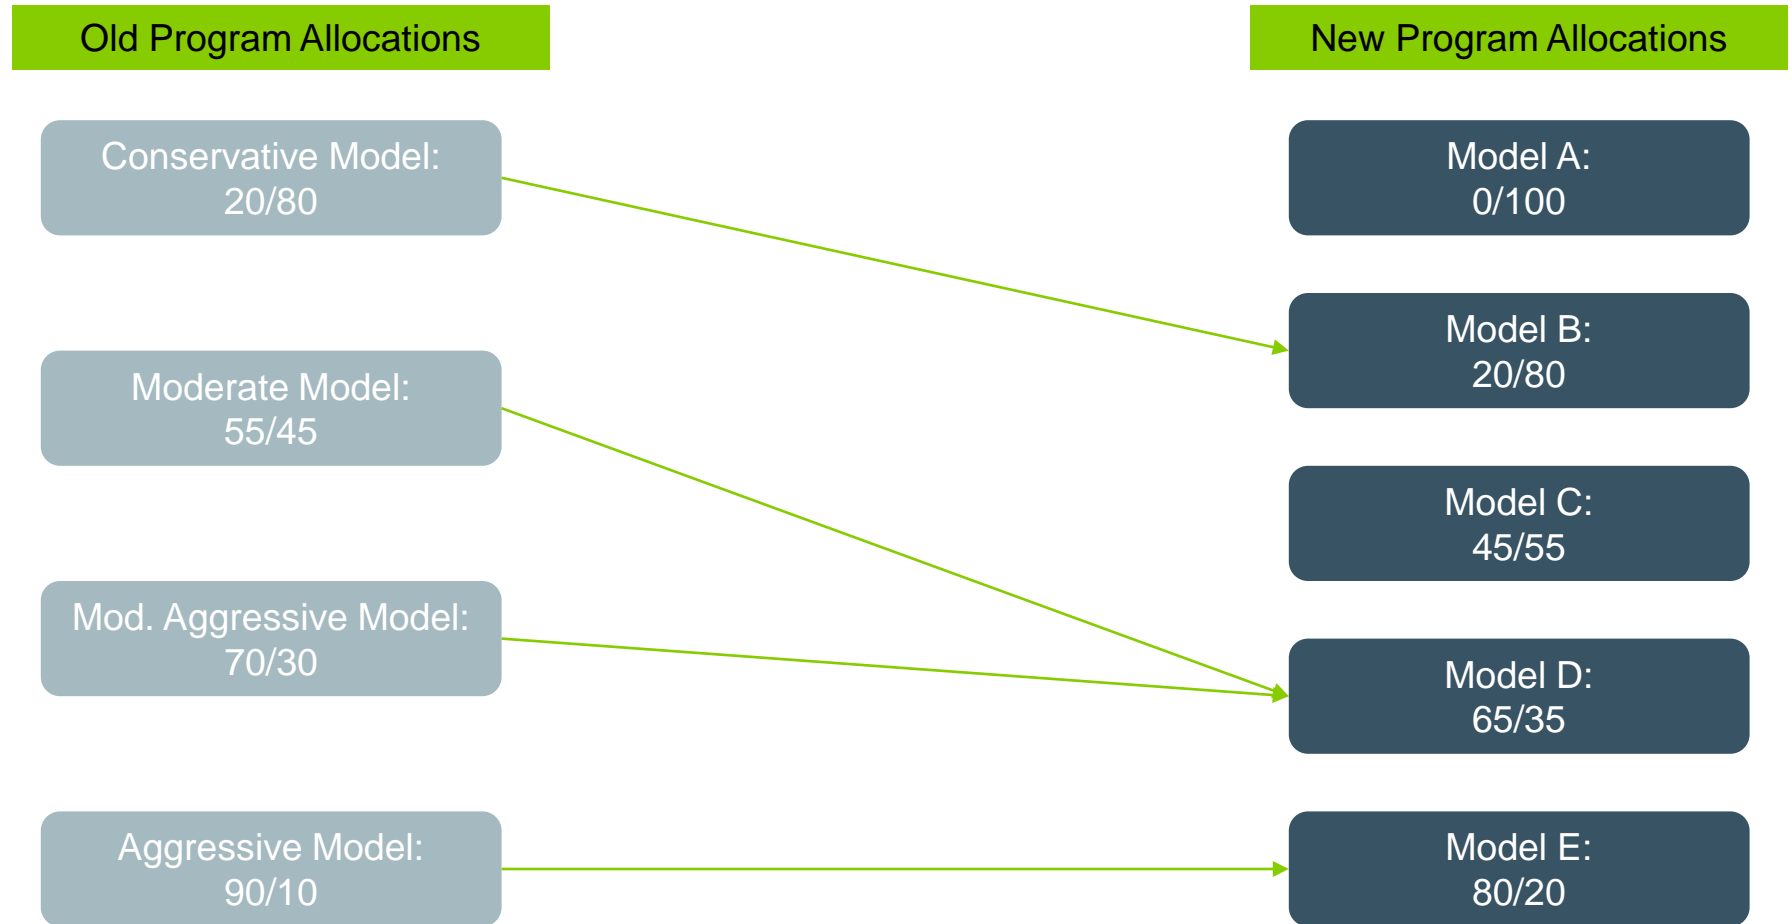 Old Program Allocations
New Program Allocations
Conservative Model:
20/80
Moderate Model:
55/45
Mod. Aggressive Model:
70/30
Aggressive Model:
90/10
Model A:
0/100
Model B:
20/80
Model C:
45/55
Model D:
65/35
Model E:
80/20